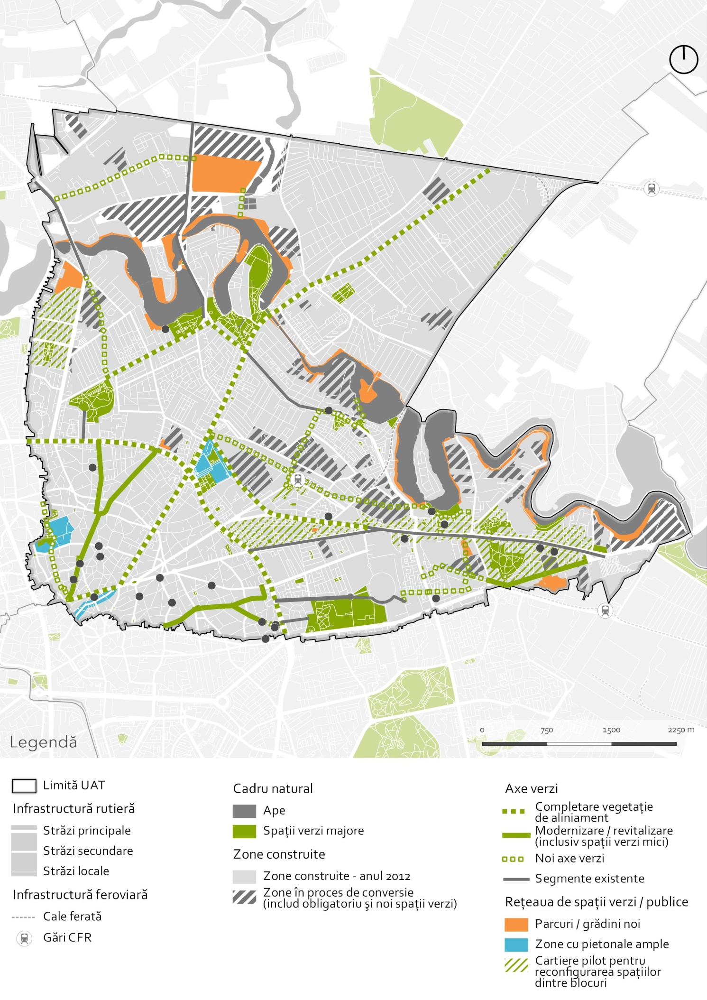 0 750 1500 2250 m
Legendă
Limită UAT
Infrastructură rutieră
Străzi principale
Străzi secundare
Străzi locale
Infrastructură feroviară
Cale ferată
Gări CFR
Cadru natural
Ape
Spații verzi majore
Zone construite
Zone construite - anul 2012
Zone în proces de conversie
(includ obligatoriu și noi spații verzi)
Axe verzi
Completare vegetație
de aliniament
Modernizare / revitalizare
(inclusiv spații verzi mici)
Noi axe verzi
Segmente existente
Rețeaua de spații verzi / publice
Parcuri / grădini noi
Zone cu pietonale ample
Cartiere pilot pentru
reconfigurarea spațiilor
dintre blocuri